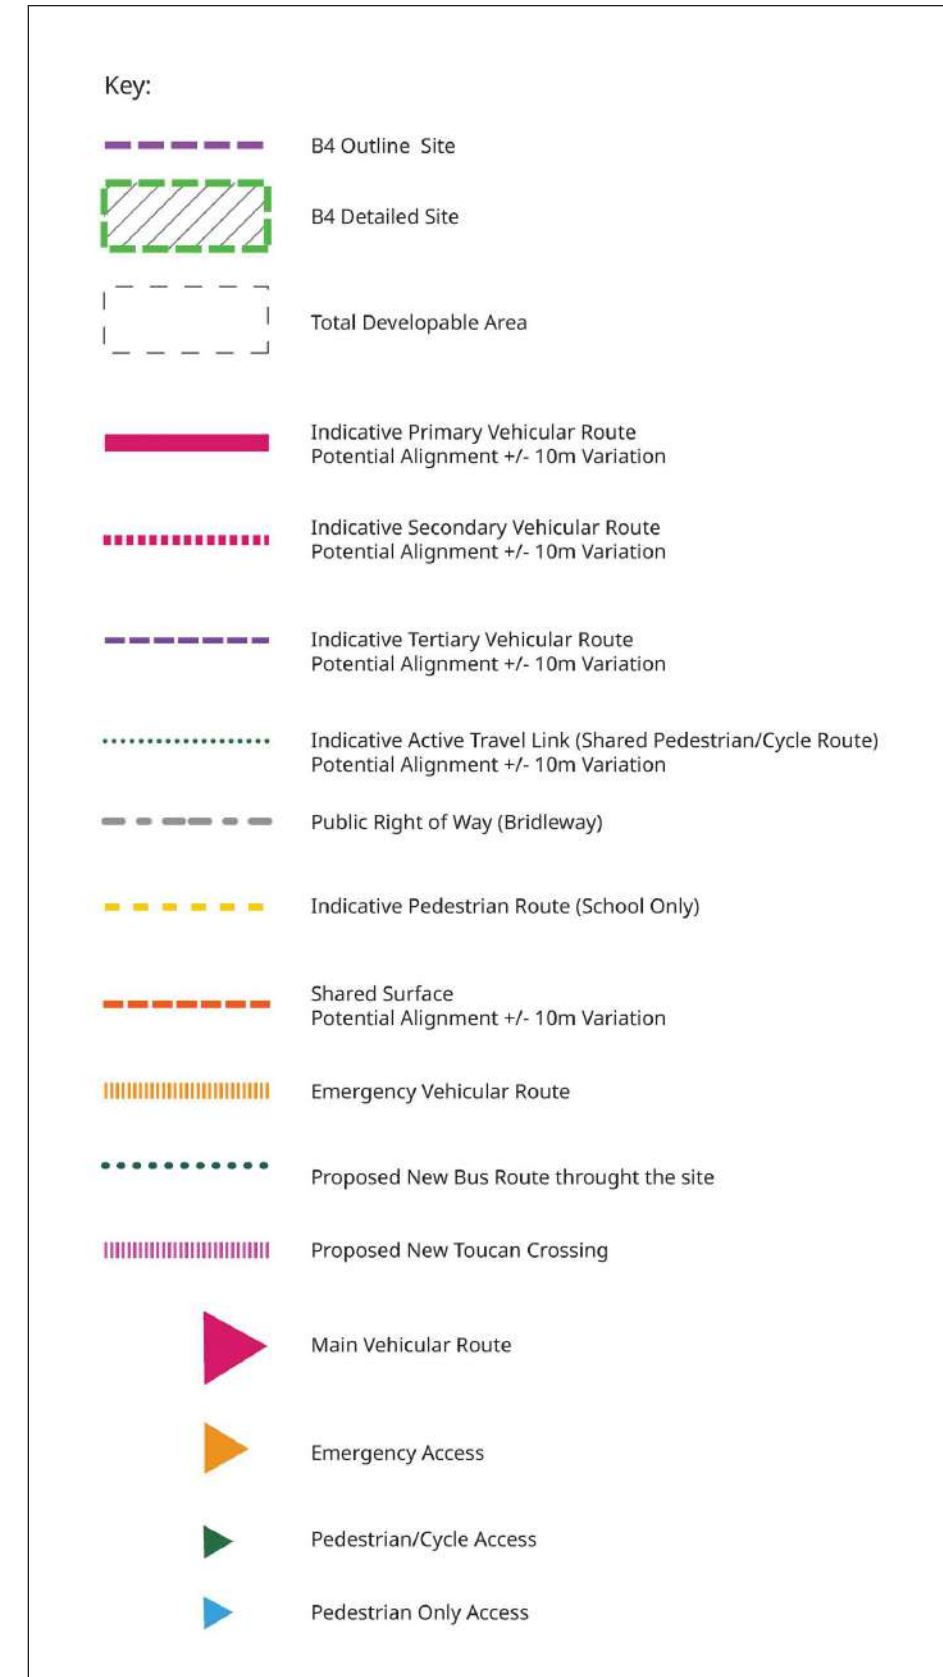 Key:
B4 Outline Site
B4 Detailed Site
Total Developable Area
Indicative Primary Vehicular Route
Potential Alignment +/- 10m Variation
Indicative Secondary Vehicular Route
Potential Alignment +/- 10m Variation
Indicative Tertiary Vehicular Route
Potential Alignment +/- 10m Variation
Indicative Active Travel Link (Shared Pedestrian/Cycle Route)
Potential Alignment +/- 10m Variation
Public Right of Way (Bridleway)
Indicative Pedestrian Route (School Only)
Shared Surface
Potential Alignment +/- 10m Variation
Emergency Vehicular Route
Proposed New Bus Route throught the site
Proposed New Toucan Crossing
Main Vehicular Route
Emergency Access
Pedestrian/Cycle Access
Pedestrian Only Access